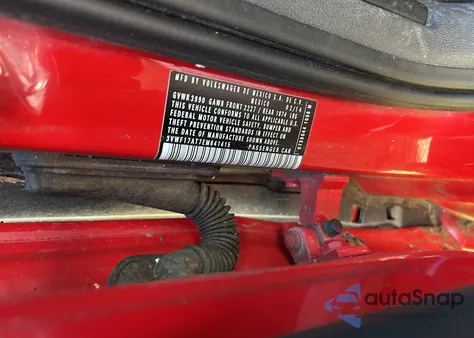 MFD BY VOLKSWAGEN DE MEXICO S.A. DE C.V.
MEXICO
GVWR 3990 GAWR FRONT 2227 / REAR 1874 LBS
THIS VEHICLE CONFORMS TO ALL APPLICABLE U.S.
FEDERAL MOTOR VEHICLE SAFETY, BUMPER AND
THEFT PREVENTION STANDARDS IN EFFECT ON
THE DATE OF MANUFACTURE SHOWN ABOVE.
3VWF17AT7EM641415 PASSENGER CAR
autoSnap